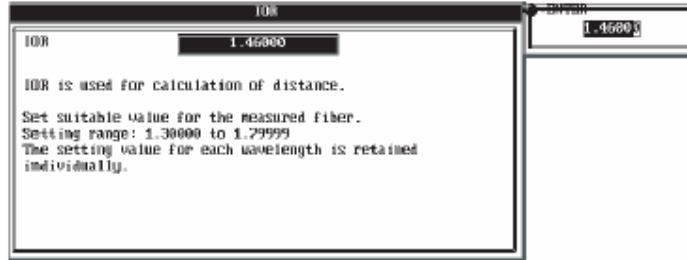 IOR
ENTER
IOR 1.46000
1.46000
IOR is used for calculation of distance.
Set suitable value for the measured fiber.
Setting range: 1.30000 to 1.79999
The setting value for each wavelength is retained
individually.